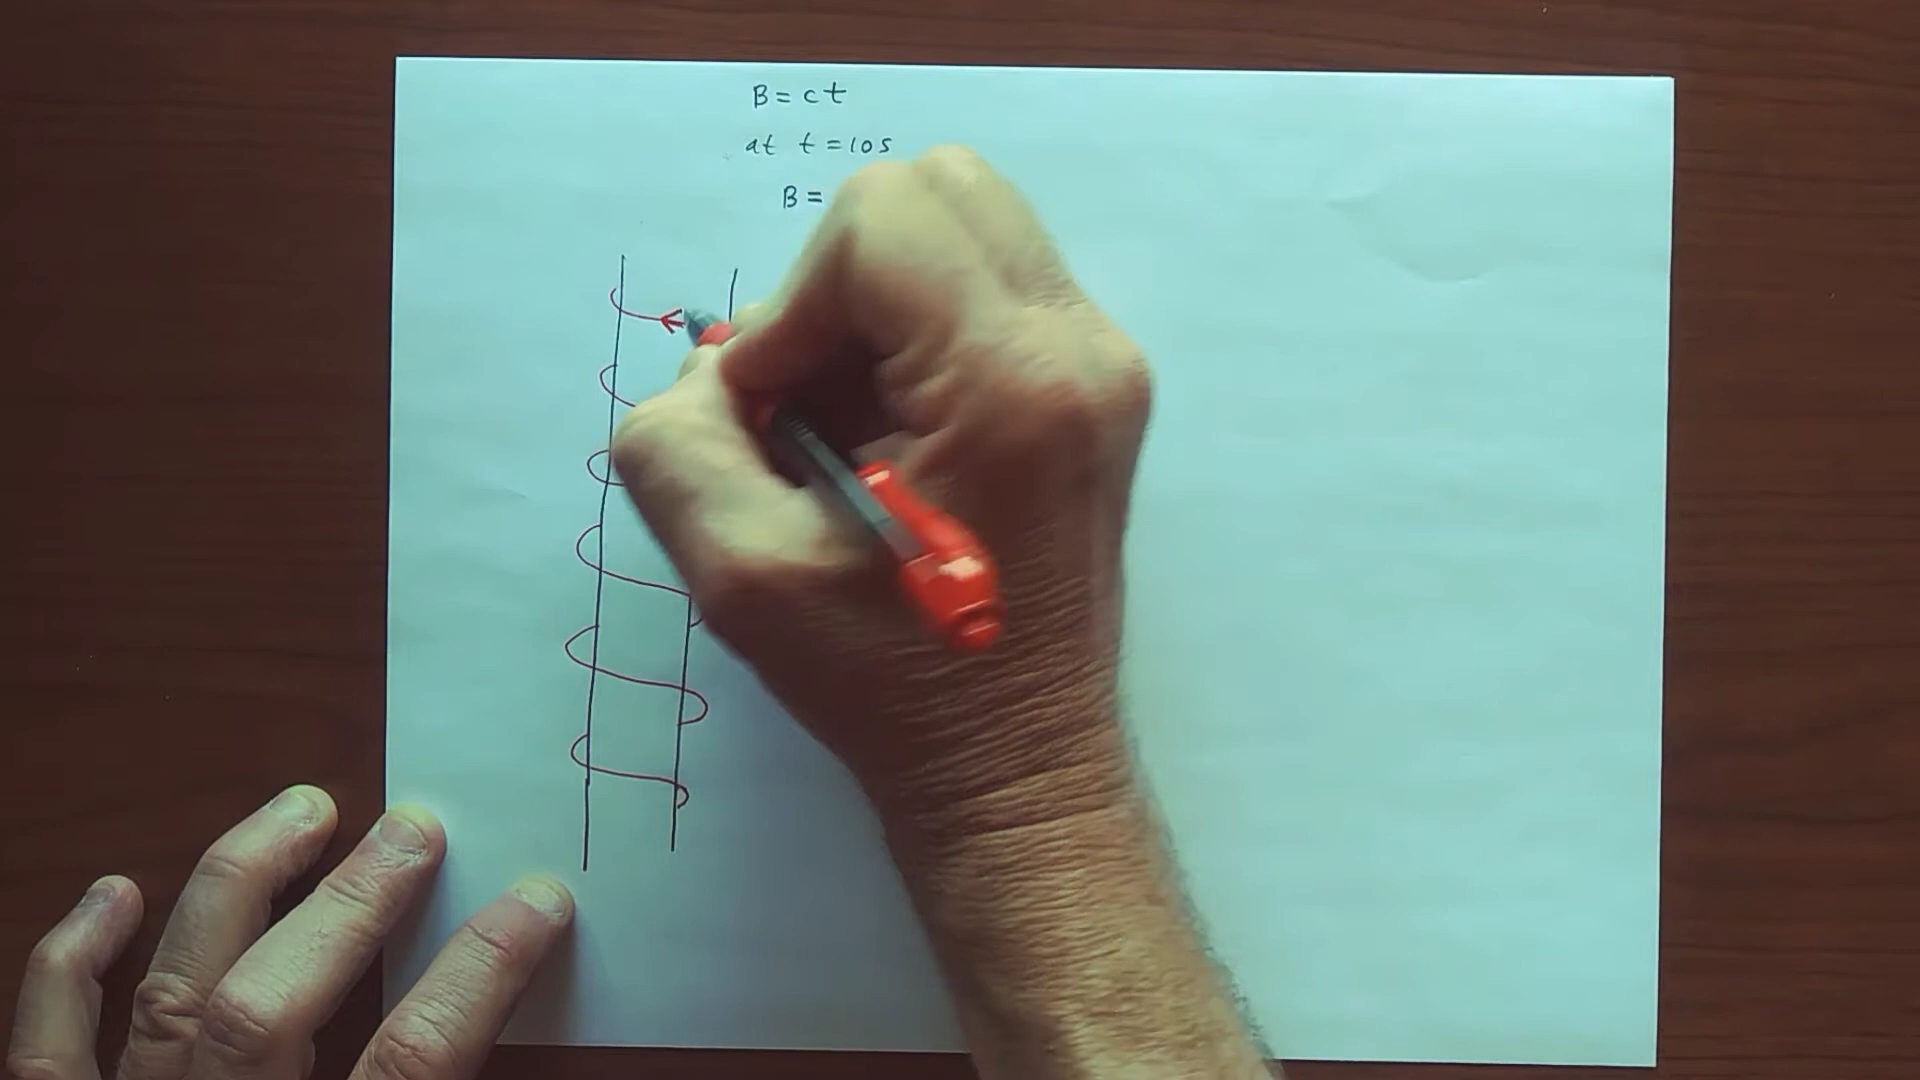 B = ct
at t = 10s
B =